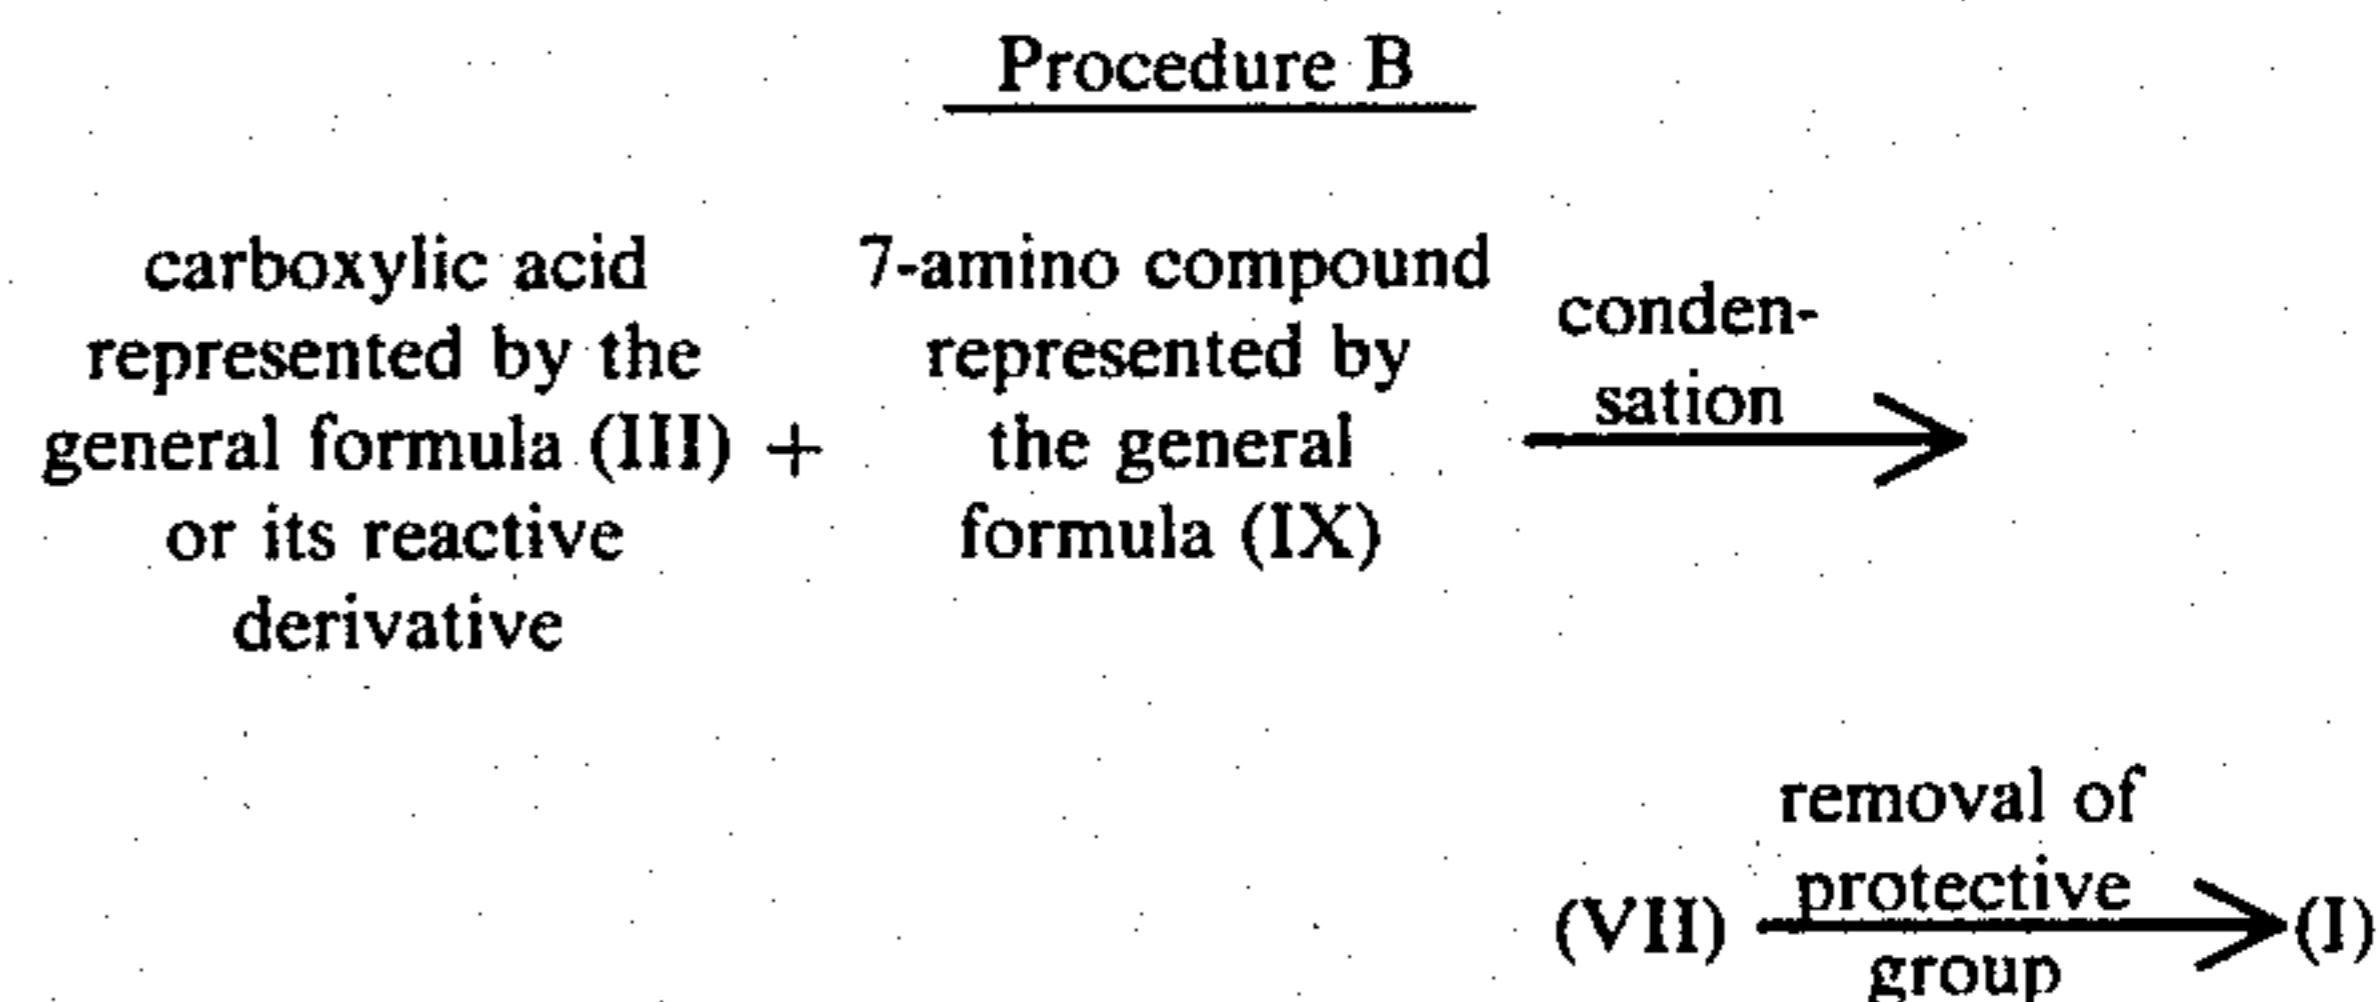 Procedure B
carboxylic acid
represented by the
general formula (III) +
or its reactive
derivative
7-amino compound
represented by
the general
formula (IX)
conden-
sation
(VII)
removal of
protective
group
(I)